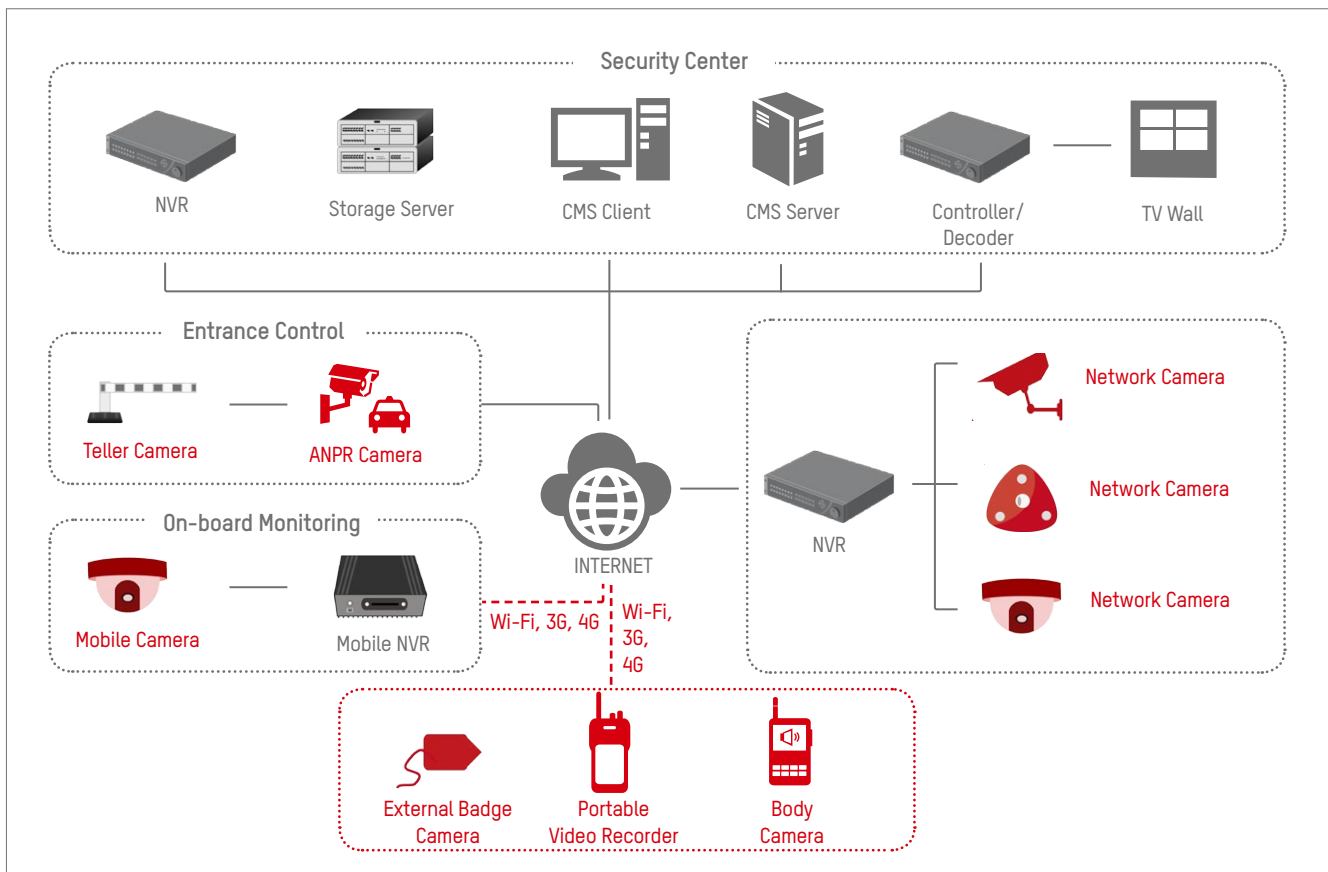 Security Center
NVR
Storage Server
CMS Client
CMS Server
Controller/
Decoder
TV Wall
Entrance Control
Teller Camera
ANPR Camera
On-board Monitoring
Mobile Camera
Mobile NVR
INTERNET
Wi-Fi, 3G, 4G
Wi-Fi,
3G,
4G
NVR
Network Camera
Network Camera
Network Camera
External Badge
Camera
Portable
Video Recorder
Body
Camera